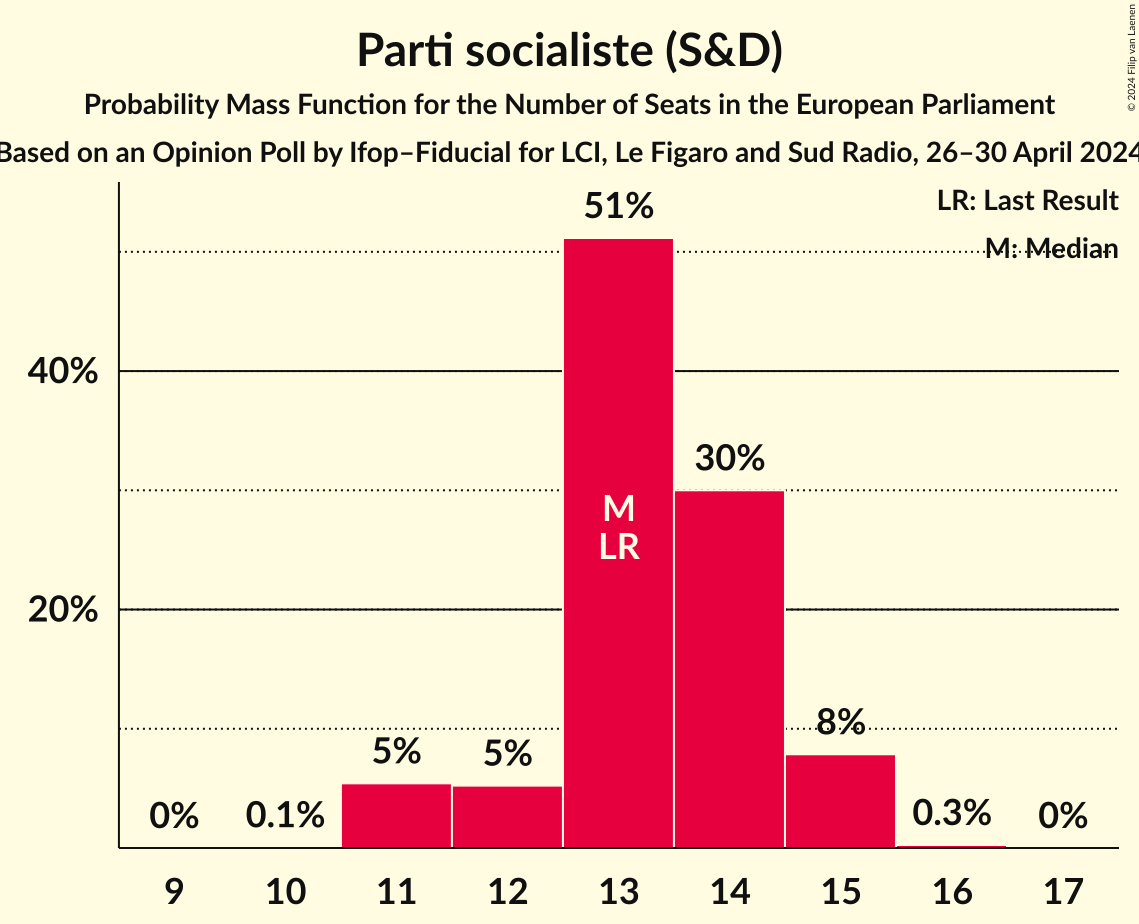 Parti socialiste (S&D)
Probability Mass Function for the Number of Seats in the European Parliament
Based on an Opinion Poll by Ifop–Fiducial for LCI, Le Figaro and Sud Radio, 26–30 April 2024
© 2024 Filip van Laenen
LR: Last Result
M: Median
40%
20%
0%
0.1%
5%
5%
51%
30%
8%
0.3%
0%
M
LR
9
10
11
12
13
14
15
16
17